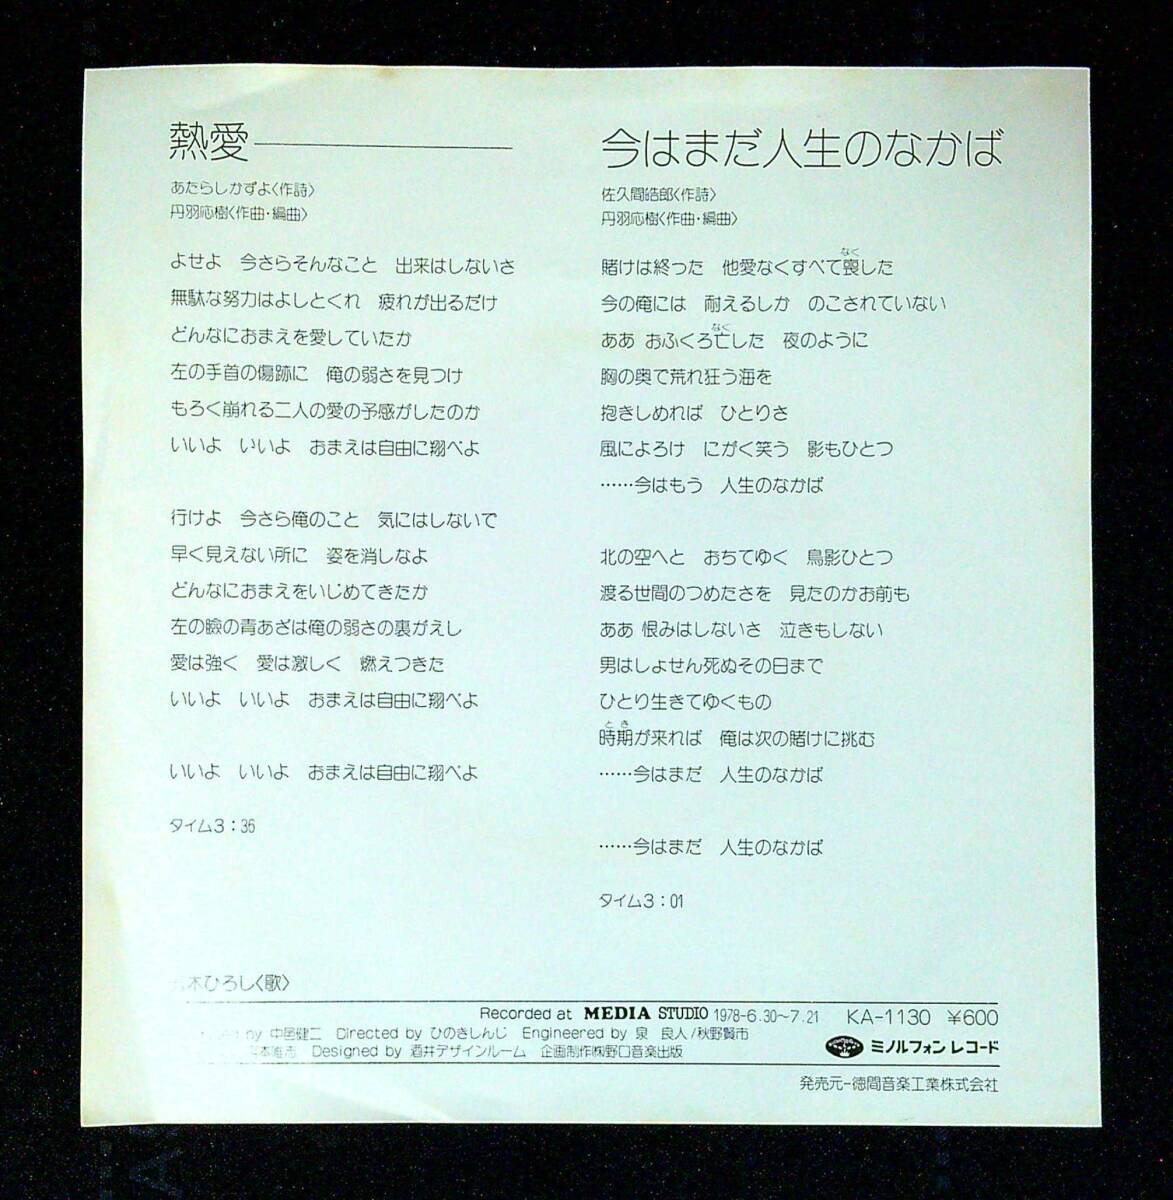 熱愛
あたらしかずよ〈作詩〉
丹羽応樹〈作曲・編曲〉
よせよ 今さらそんなこと 出来はしないさ
無駄な努力はよしとくれ 疲れが出るだけ
どんなにおまえを愛していたか
左の手首の傷跡に 俺の弱さを見つけ
もろく崩れる二人の愛の予感がしたのか
いいよ いいよ おまえは自由に翔べよ
行けよ 今さら俺のこと 気にはしないで
早く見えない所に 姿を消しなよ
どんなにおまえをいじめてきたか
左の瞼の青あざは俺の弱さの裏がえし
愛は強く 愛は激しく 燃えつきた
いいよ いいよ おまえは自由に翔べよ
いいよ いいよ おまえは自由に翔べよ
タイム3：36
今はまだ人生のなかば
佐久間皓郎〈作詩〉
丹羽応樹〈作曲・編曲〉
なく
賭けは終った 他愛なくすべて喪した
今の俺には 耐えるしか のこされていない
なく
ああ おふくろ亡した 夜のように
胸の奥で荒れ狂う海を
抱きしめれば ひとりさ
風によろけ にがく笑う 影もひとつ
……今はもう 人生のなかば
北の空へと おちてゆく 鳥影ひとつ
渡る世間のつめたさを 見たのかお前も
ああ 恨みはしないさ 泣きもしない
男はしょせん死ぬその日まで
ひとり生きてゆくもの
とき
時期が来れば 俺は次の賭けに挑む
……今はまだ 人生のなかば
……今はまだ 人生のなかば
タイム3：01
木ひろし〈歌〉
Recorded at MEDIA STUDIO 1978-6.30〜7.21 KA-1130 ¥600
by 中邑健二 Directed by ひのきしんじ Engineered by 泉 良人/秋野賢市
本唯志 Designed by 酒井デザインルーム 企画制作㈱野口音楽出版
ミノルフォン レコード
発売元-徳間音楽工業株式会社